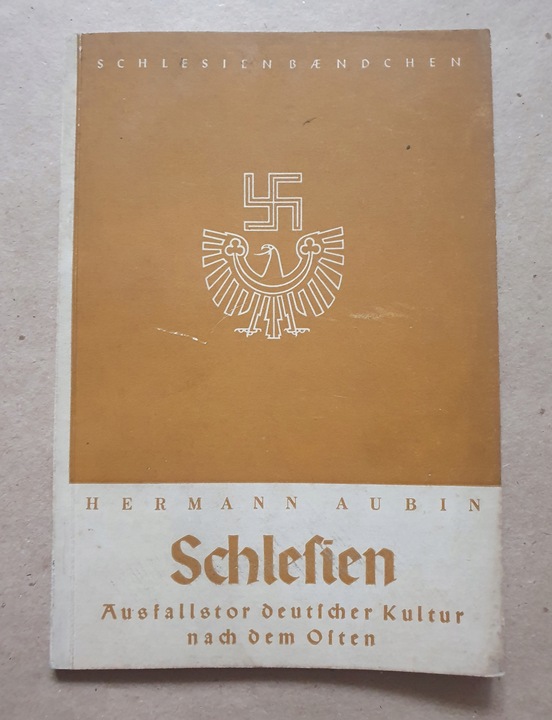 SCHLESIENBÆNDCHEN
HERMANN AUBIN
Schleſien
Ausfallstor deutſcher Kultur
nach dem Oſten